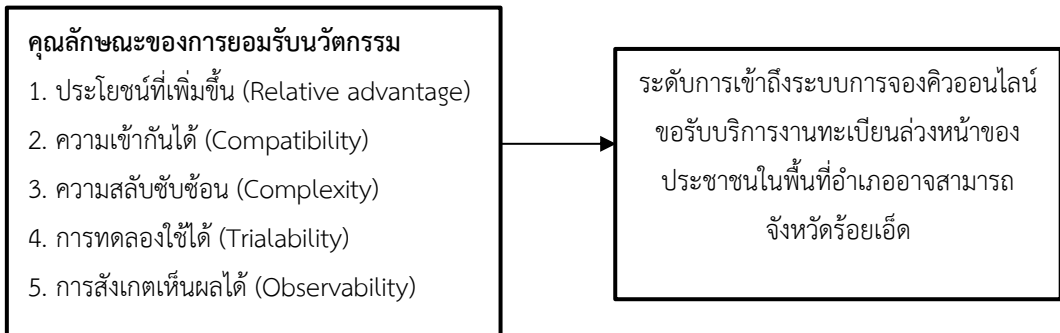 คุณลักษณะของการยอมรับนวัตกรรม
1. ประโยชน์ที่เพิ่มขึ้น (Relative advantage)
2. ความเข้ากันได้ (Compatibility)
3. ความสลับซับซ้อน (Complexity)
4. การทดลองใช้ได้ (Trialability)
5. การสังเกตเห็นผลได้ (Observability)
ระดับการเข้าถึงระบบการจองคิวออนไลน์
ขอรับบริการงานทะเบียนล่วงหน้าของ
ประชาชนในพื้นที่อำเภออาจสามารถ
จังหวัดร้อยเอ็ด